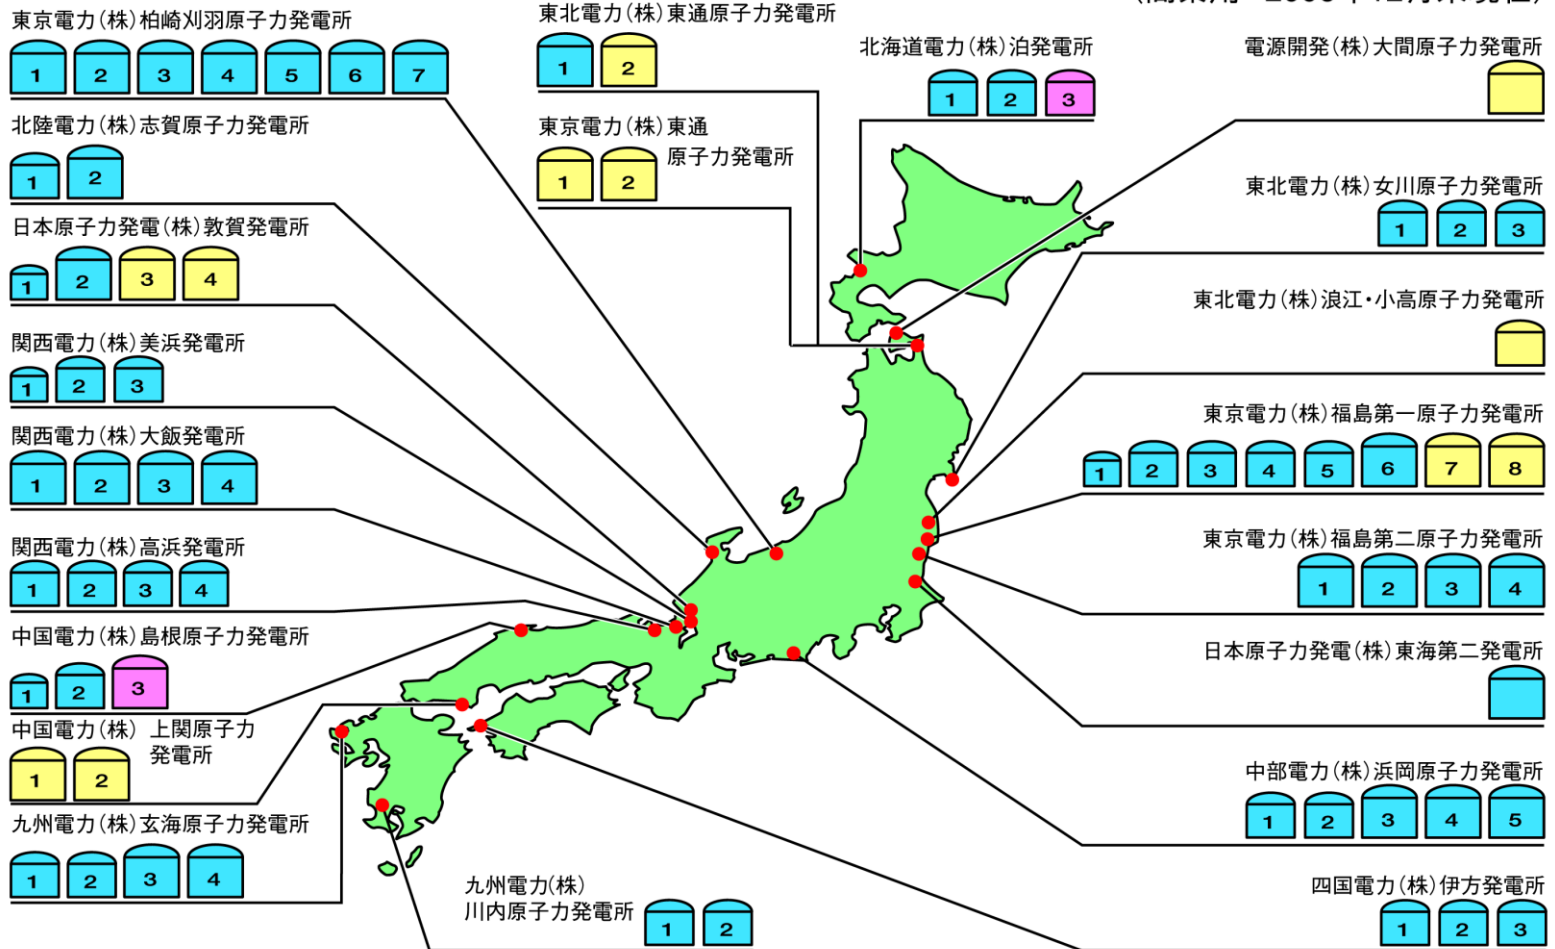 東京電力(株)柏崎刈羽原子力発電所
1 2 3 4 5 6 7
北陸電力(株)志賀原子力発電所
1 2
日本原子力発電(株)敦賀発電所
1 2 3 4
関西電力(株)美浜発電所
1 2 3
関西電力(株)大飯発電所
1 2 3 4
関西電力(株)高浜発電所
1 2 3 4
中国電力(株)島根原子力発電所
1 2 3
中国電力(株) 上関原子力
発電所
1 2
九州電力(株)玄海原子力発電所
1 2 3 4
東北電力(株)東通原子力発電所
1 2
東京電力(株)東通
原子力発電所
1 2
北海道電力(株)泊発電所
1 2 3
電源開発(株)大間原子力発電所
東北電力(株)女川原子力発電所
1 2 3
東北電力(株)浪江・小高原子力発電所
東京電力(株)福島第一原子力発電所
1 2 3 4 5 6 7 8
東京電力(株)福島第二原子力発電所
1 2 3 4
日本原子力発電(株)東海第二発電所
中部電力(株)浜岡原子力発電所
1 2 3 4 5
四国電力(株)伊方発電所
1 2 3
九州電力(株)
川内原子力発電所
1 2